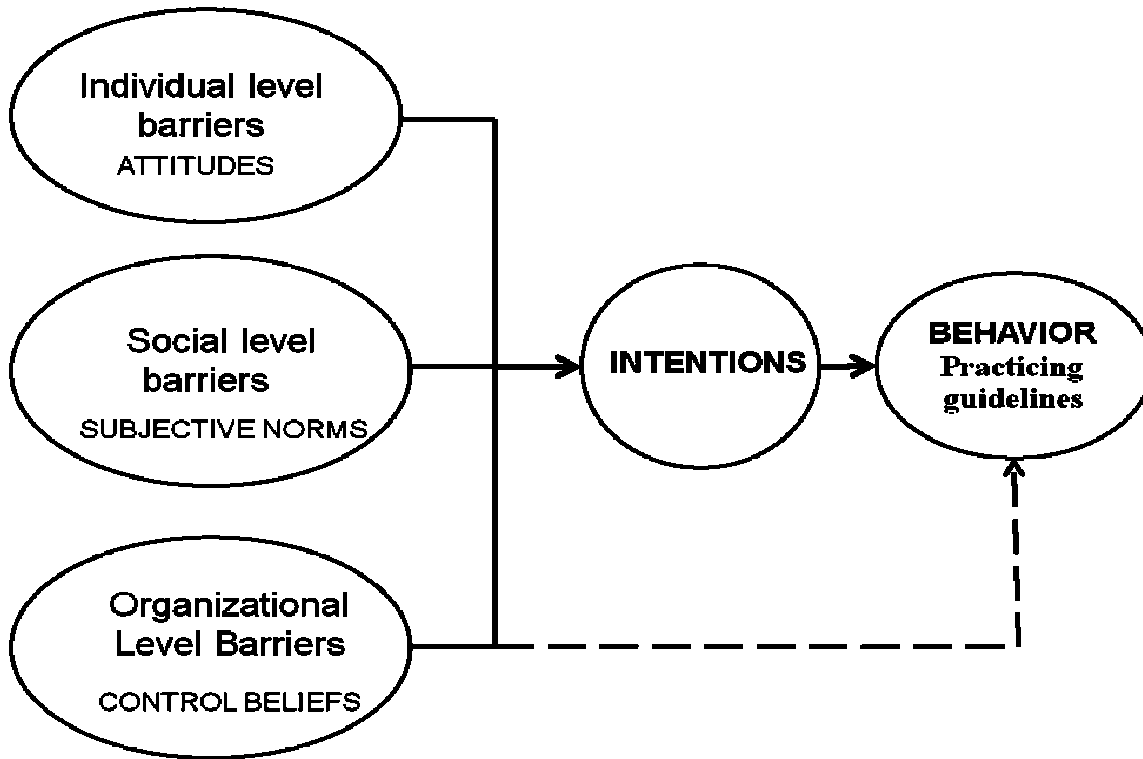 Individual level
barriers
ATTITUDES
Social level
barriers
SUBJECTIVE NORMS
Organizational
Level Barriers
CONTROL BELIEFS
INTENTIONS
BEHAVIOR
Practicing
guidelines